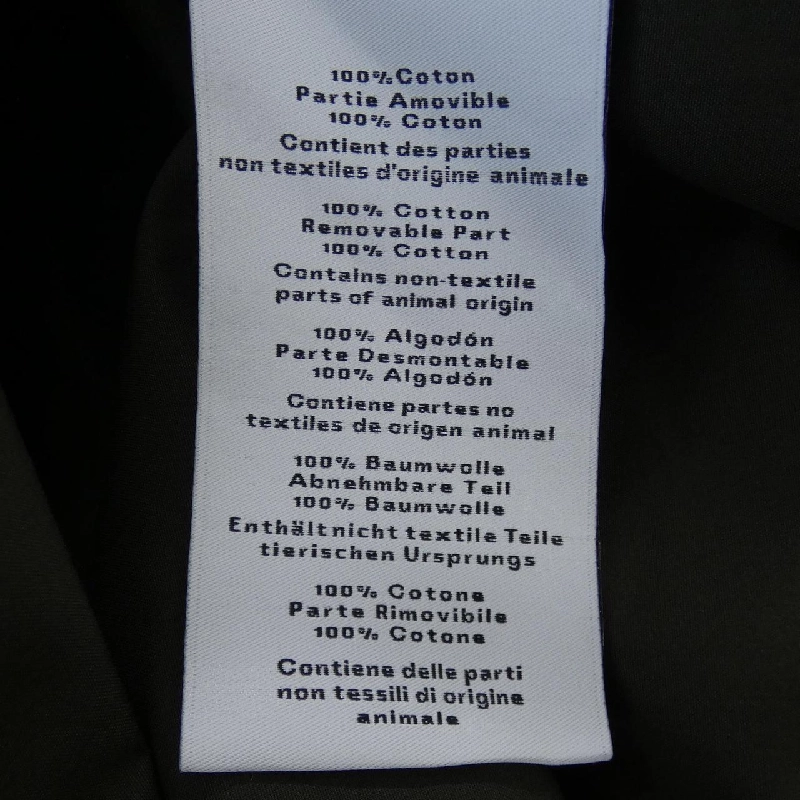 100% Coton
Partie Amovible
100% Coton
Contient des parties
non textiles d'origine animale
100% Cotton
Removable Part
100% Cotton
Contains non-textile
parts of animal origin
100% Algodón
Parte Desmontable
100% Algodón
Contiene partes no
textiles de origen animal
100% Baumwolle
Abnehmbare Teil
100% Baumwolle
Enthält nicht textile Teile
tierischen Ursprungs
100% Cotone
Parte Rimovibile
100% Cotone
Contiene delle parti
non tessili di origine
animale